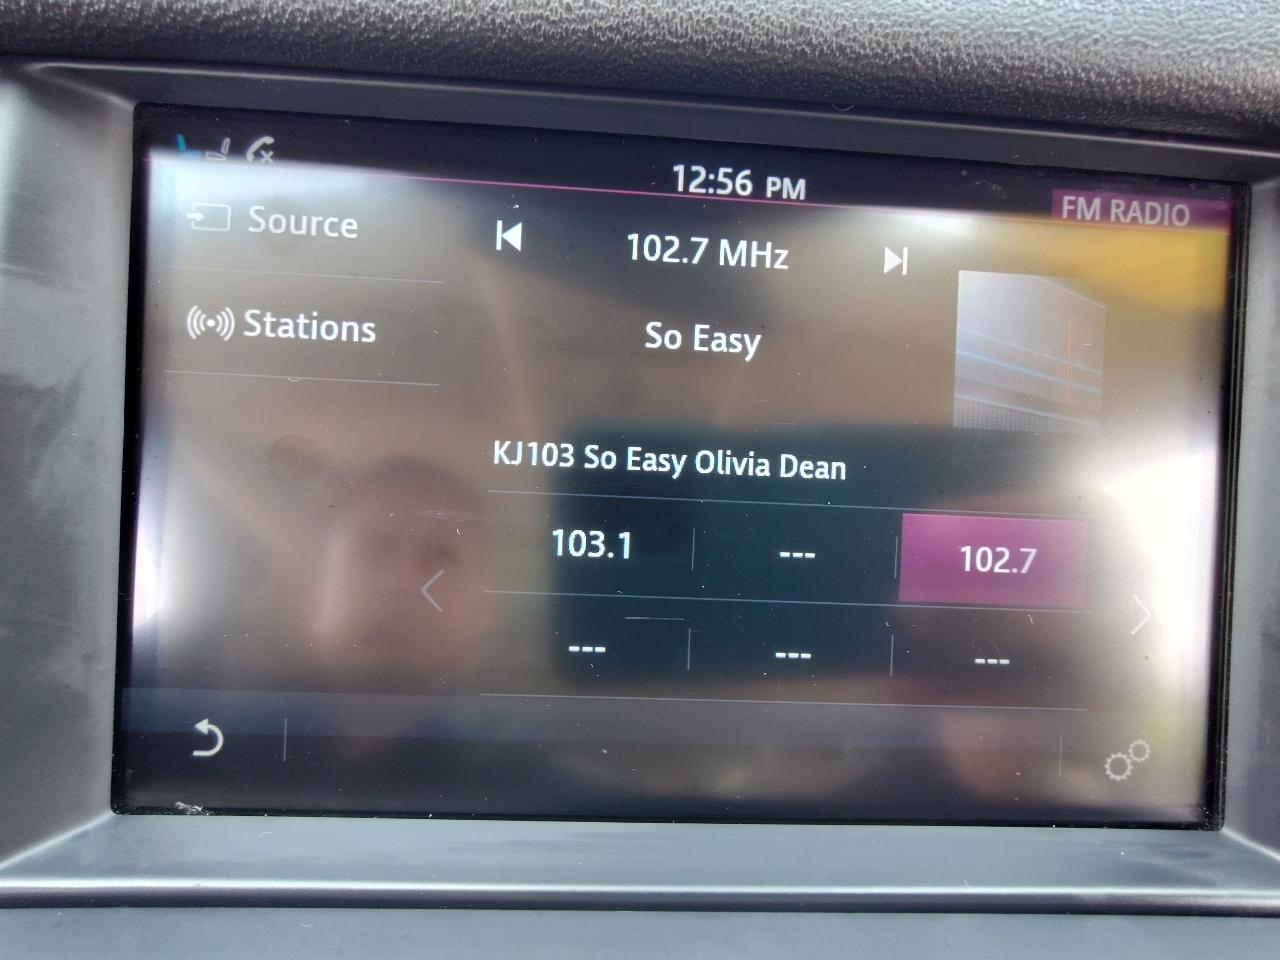 12:56 PM
FM RADIO
Source
102.7 MHz
Stations
So Easy
KJ103 So Easy Olivia Dean
103.1 --- 102.7
--- --- ---